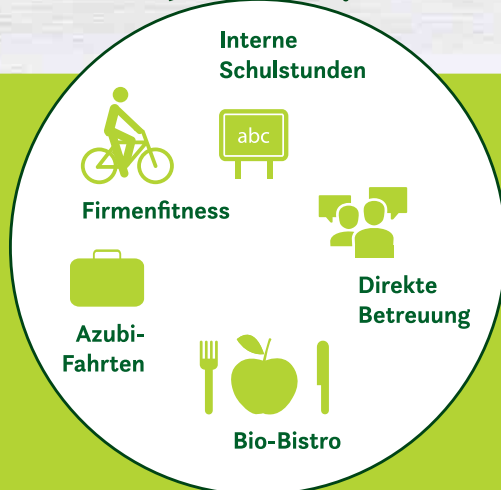 Interne
Schulstunden
abc
Firmenfitness
Direkte
Betreuung
Azubi-
Fahrten
Bio-Bistro